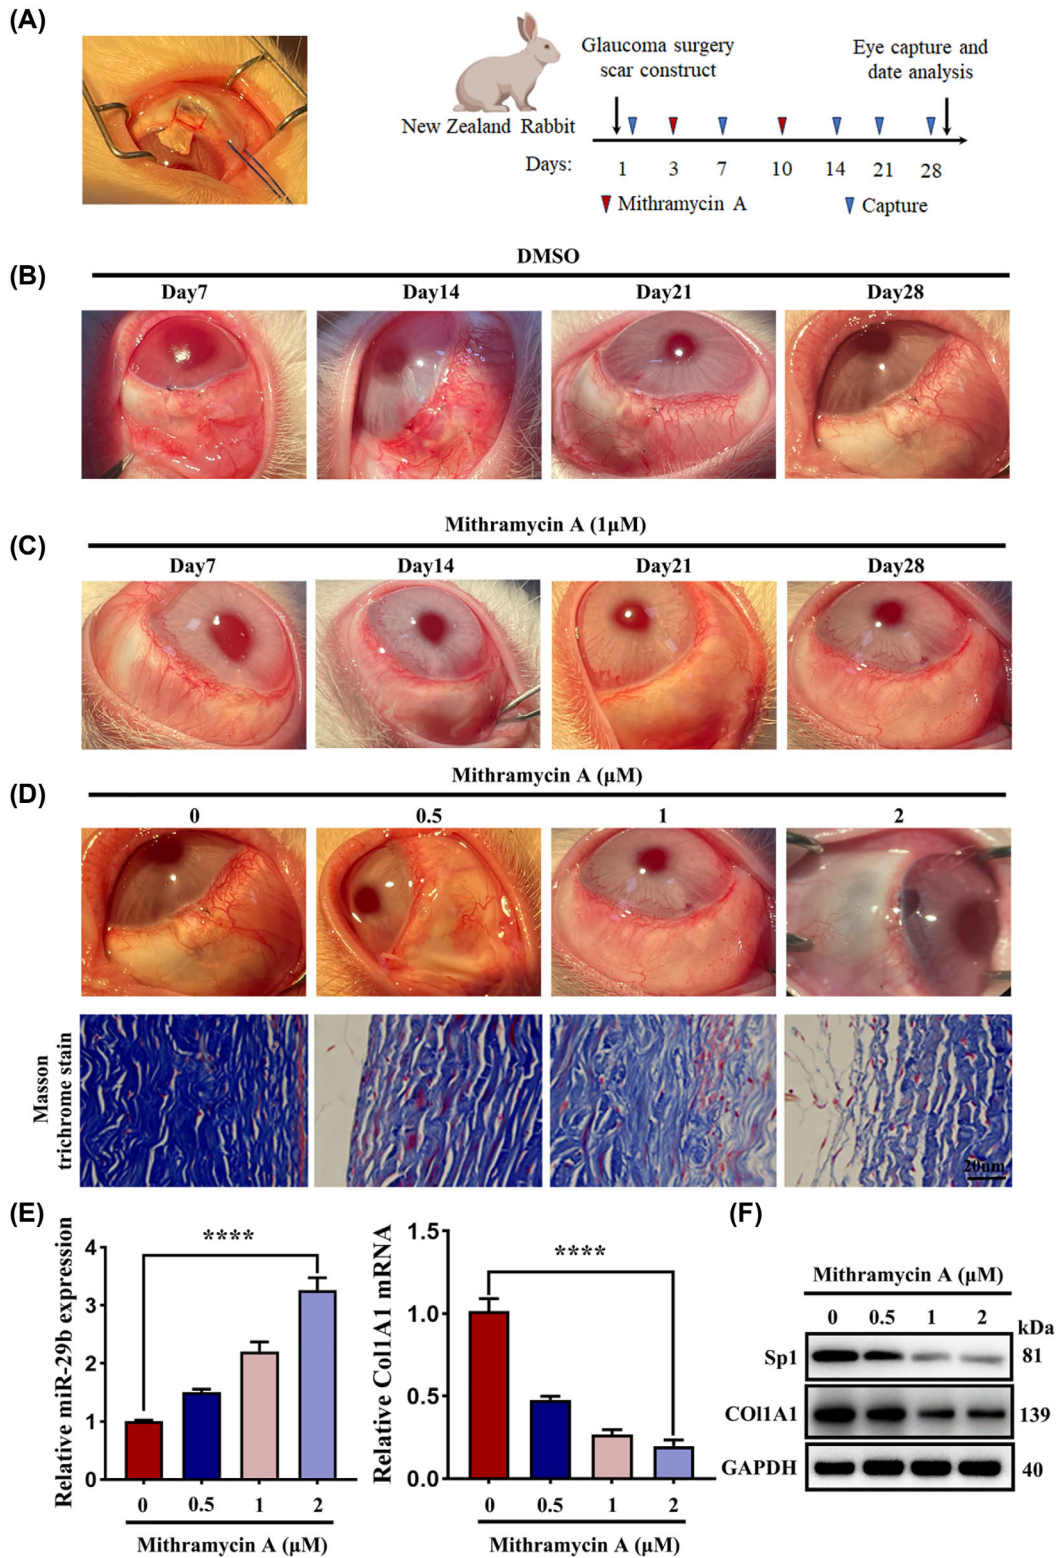 (A)
Glaucoma surgery
scar construct
Eye capture and
date analysis
New Zealand Rabbit
Days: 1 3 7 10 14 21 28
Mithramycin A Capture
(B)
DMSO
Day7 Day14 Day21 Day28
(C)
Mithramycin A (1μM)
Day7 Day14 Day21 Day28
(D)
Mithramycin A (μM)
0 0.5 1 2
Masson
trichrome stain
20um
(E)
Relative miR-29b expression
4
3
2
1
0
****
0 0.5 1 2
Mithramycin A (μM)
Relative Col1A1 mRNA
1.5
1.0
0.5
0.0
****
0 0.5 1 2
Mithramycin A (μM)
(F)
Mithramycin A (μM)
0 0.5 1 2
kDa
Sp1 81
COl1A1 139
GAPDH 40